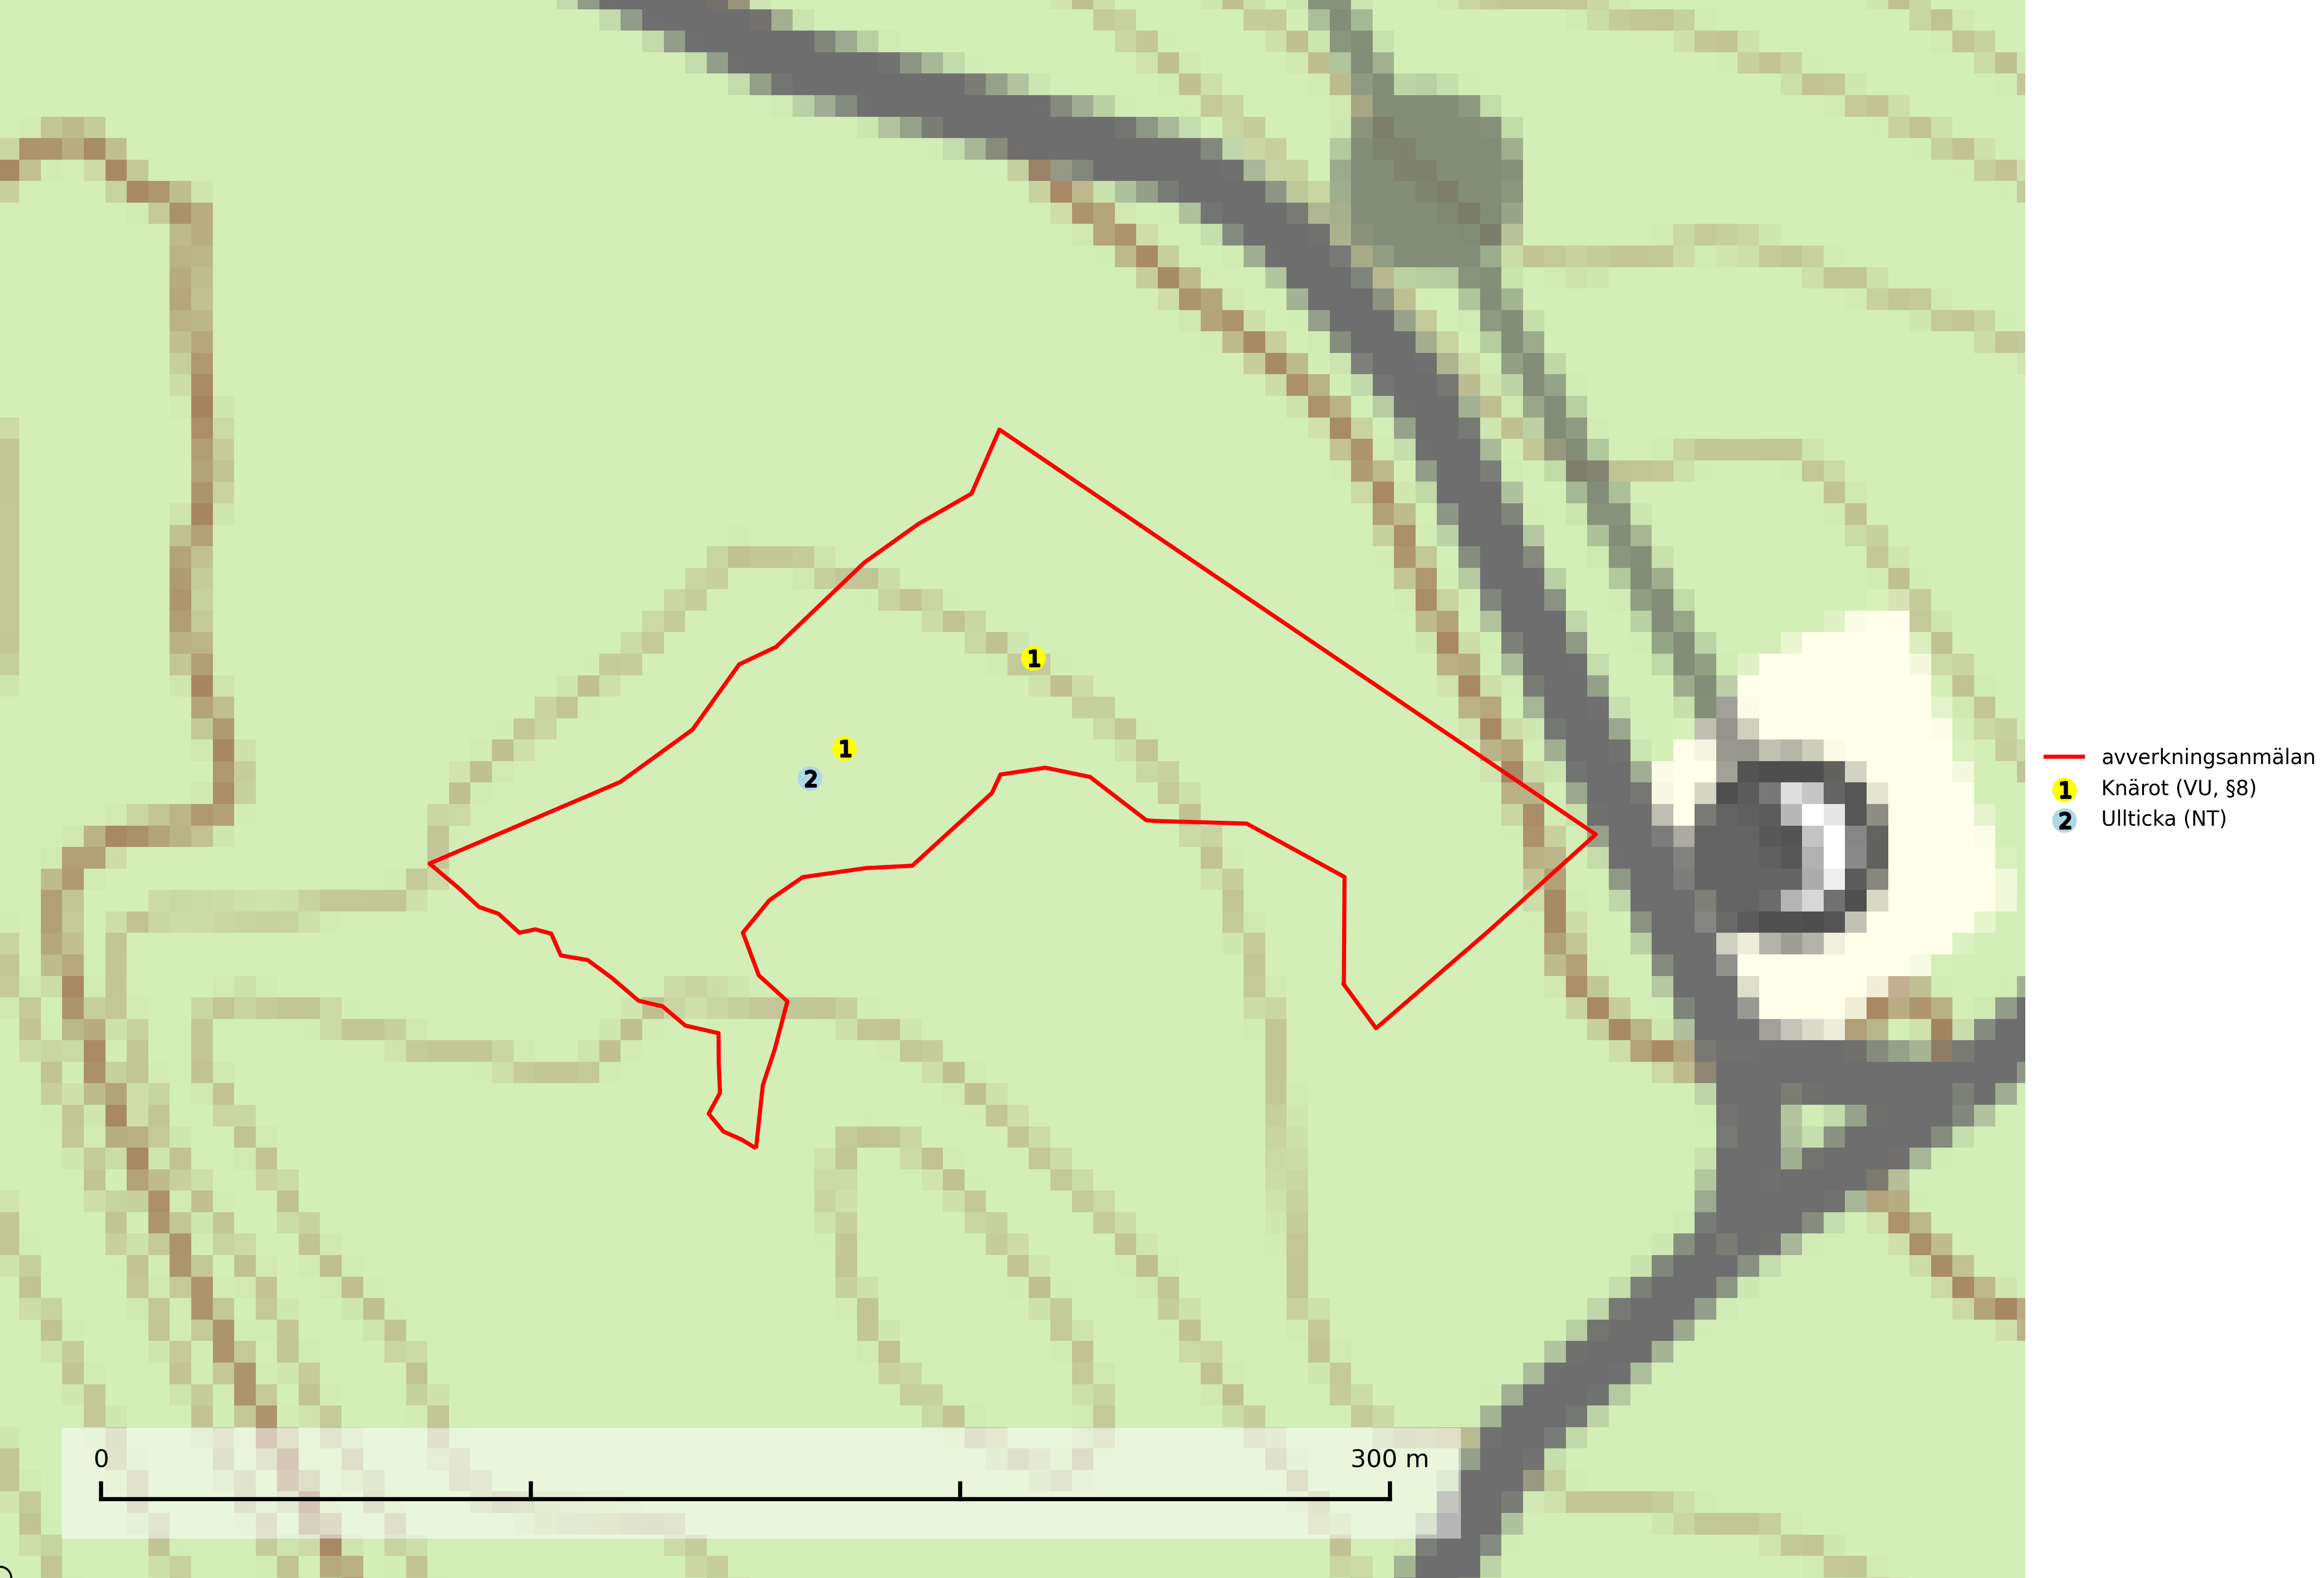 1
1
2
avverkningsanmälan
1 Knärot (VU, §8)
2 Ullticka (NT)
0 300 m